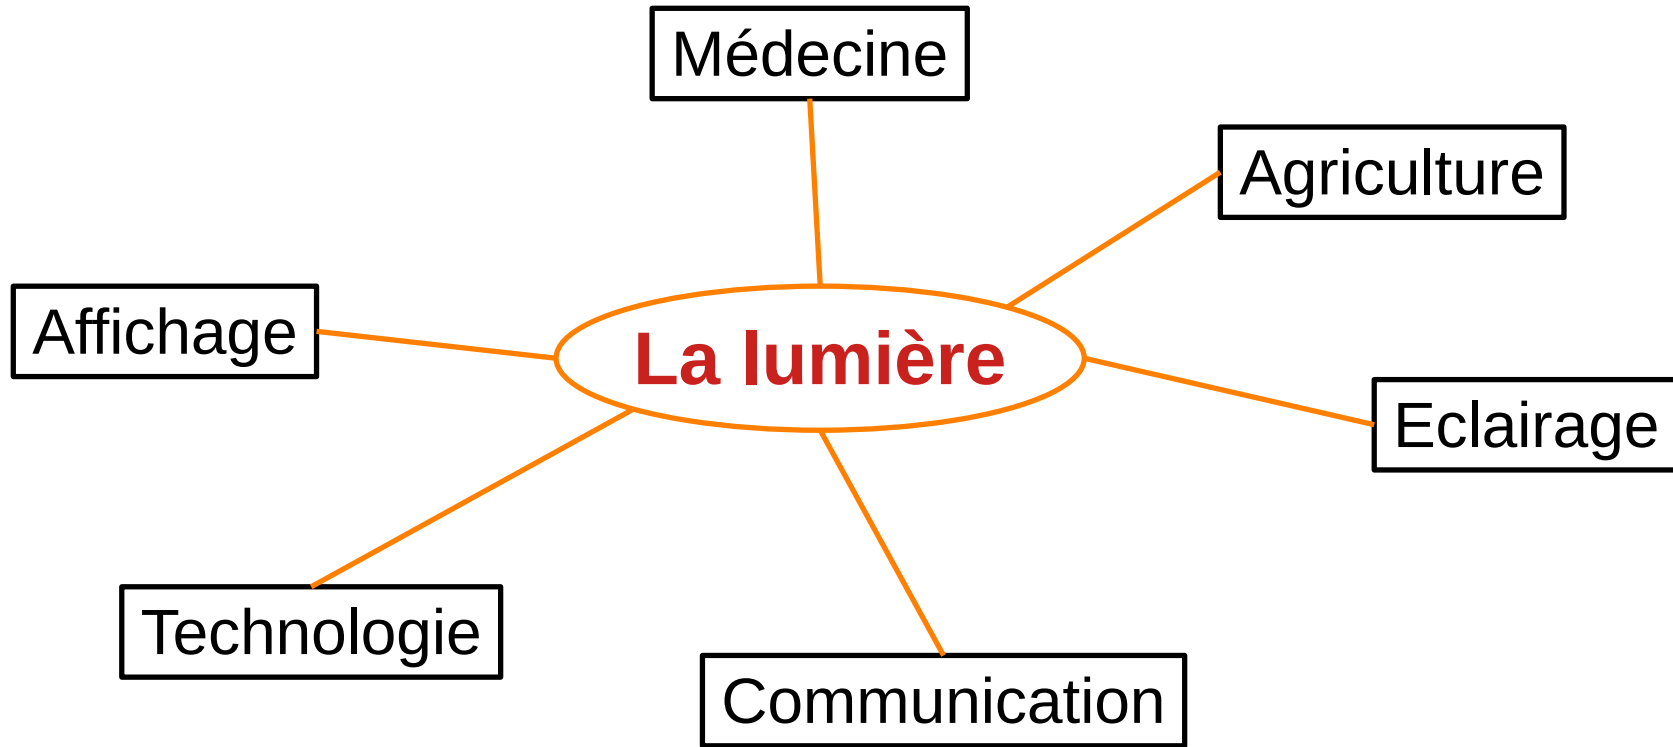 Médecine
Agriculture
Affichage
La lumière
Eclairage
Technologie
Communication